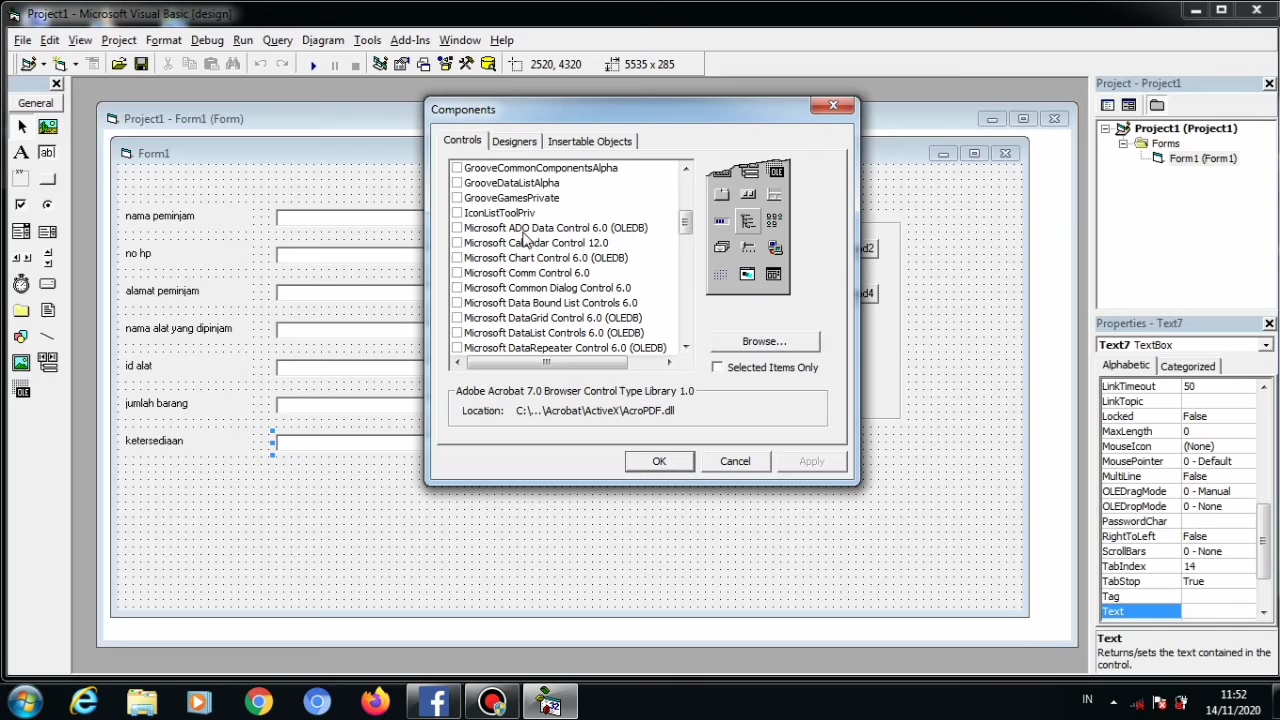 Project1 - Microsoft Visual Basic [design]
File Edit View Project Format Debug Run Query Diagram Tools Add-Ins Window Help
2520, 4320 5535 x 285
General
Project1 - Form1 (Form)
Form1
nama peminjam
no hp
alamat peminjam
nama alat yang dipinjam
id alat
jumlah barang
ketersediaan
Components
Controls Designers Insertable Objects
GrooveCommonComponentsAlpha
GrooveDataListAlpha
GrooveGamesPrivate
IconListToolPriv
Microsoft ADO Data Control 6.0 (OLEDB)
Microsoft Calendar Control 12.0
Microsoft Chart Control 6.0 (OLEDB)
Microsoft Comm Control 6.0
Microsoft Common Dialog Control 6.0
Microsoft Data Bound List Controls 6.0
Microsoft DataGrid Control 6.0 (OLEDB)
Microsoft DataList Controls 6.0 (OLEDB)
Microsoft DataRepeater Control 6.0 (OLEDB)
Browse...
Selected Items Only
Adobe Acrobat 7.0 Browser Control Type Library 1.0
Location: C:\...\Acrobat\ActiveX\AcroPDF.dll
OK Cancel Apply
nd2
nd4
Project - Project1
Project1 (Project1)
Forms
Form1 (Form1)
Properties - Text7
Text7 TextBox
Alphabetic Categorized
LinkTimeout 50
LinkTopic
Locked False
MaxLength 0
MouseIcon (None)
MousePointer 0 - Default
MultiLine False
OLEDragMode 0 - Manual
OLEDropMode 0 - None
PasswordChar
RightToLeft False
ScrollBars 0 - None
TabIndex 14
TabStop True
Tag
Text
Text
Returns/sets the text contained in the
control.
IN
11:52
14/11/2020